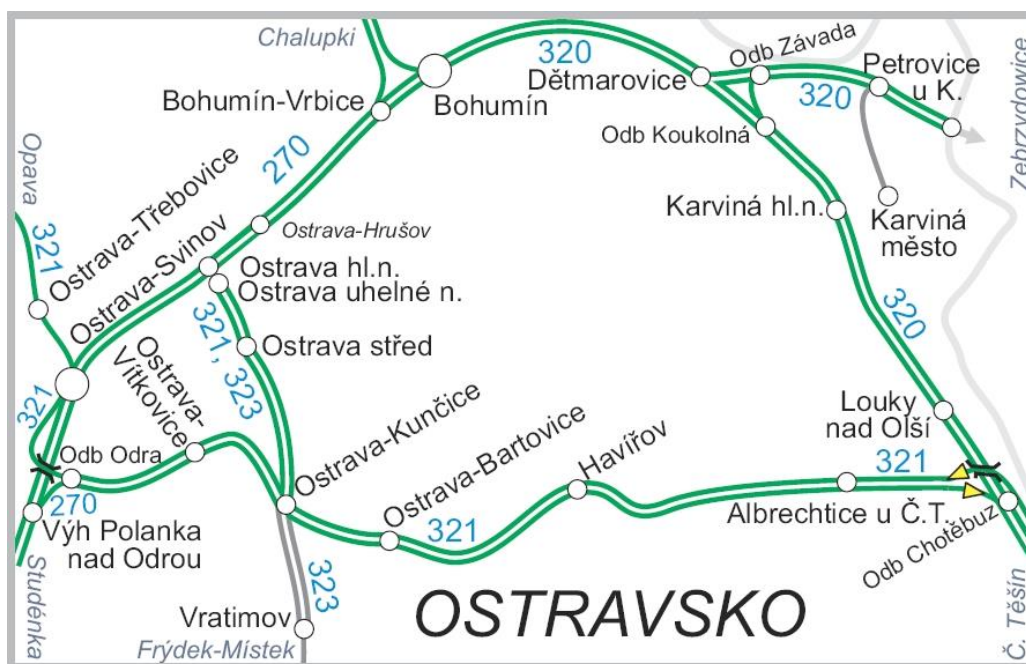 Chalupki
320
Odb Závada
Petrovice
u K.
Dětmarovice
320
Bohumín-Vrbice
Bohumín
Odb Koukolná
Zebrzydowice
Opava
270
321
Ostrava-Třebovice
Ostrava-Svinov
Ostrava-Hrušov
Karviná hl.n.
Karviná
město
Ostrava hl.n.
Ostrava uhelné n.
321, 323
Ostrava střed
320
Ostrava-
Vítkovice
321
Louky
nad Olší
Odb Odra
270
Ostrava-Kunčice
Ostrava-Bartovice
Havířov
321
321
Albrechtice u Č.T.
Odb Chotěbuz
Výh Polanka
nad Odrou
Studénka
323
Vratimov
Frýdek-Místek
OSTRAVSKO
Č. Těšín